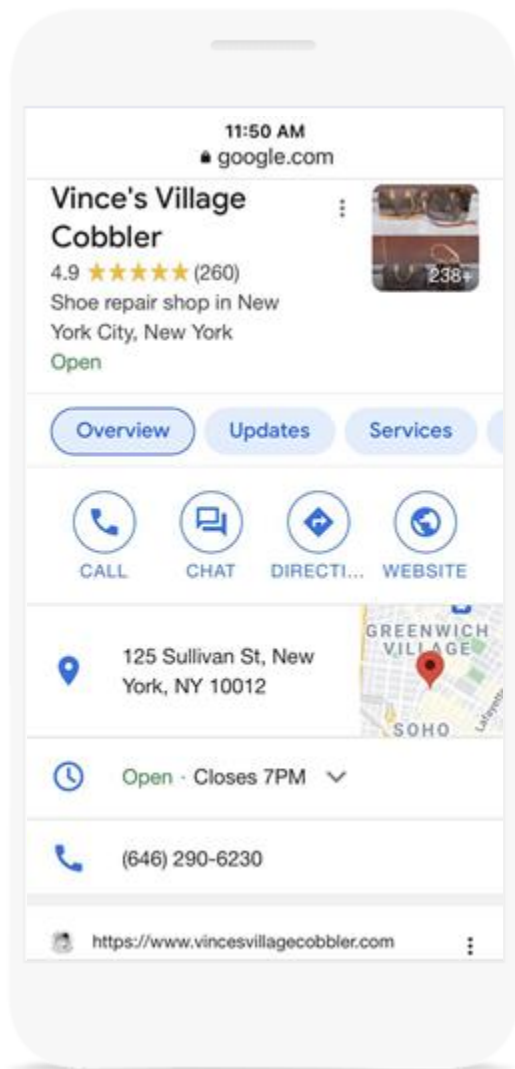 11:50 AM
google.com
Vince's Village
Cobbler
4.9 ★★★★★ (260)
238+
Shoe repair shop in New
York City, New York
Open
Overview
Updates
Services
CALL
CHAT
DIRECTI...
WEBSITE
125 Sullivan St, New
York, NY 10012
GREENWICH
VILLAGE
SOHO
Lafayette
Open · Closes 7PM
(646) 290-6230
https://www.vincesvillagecobbler.com